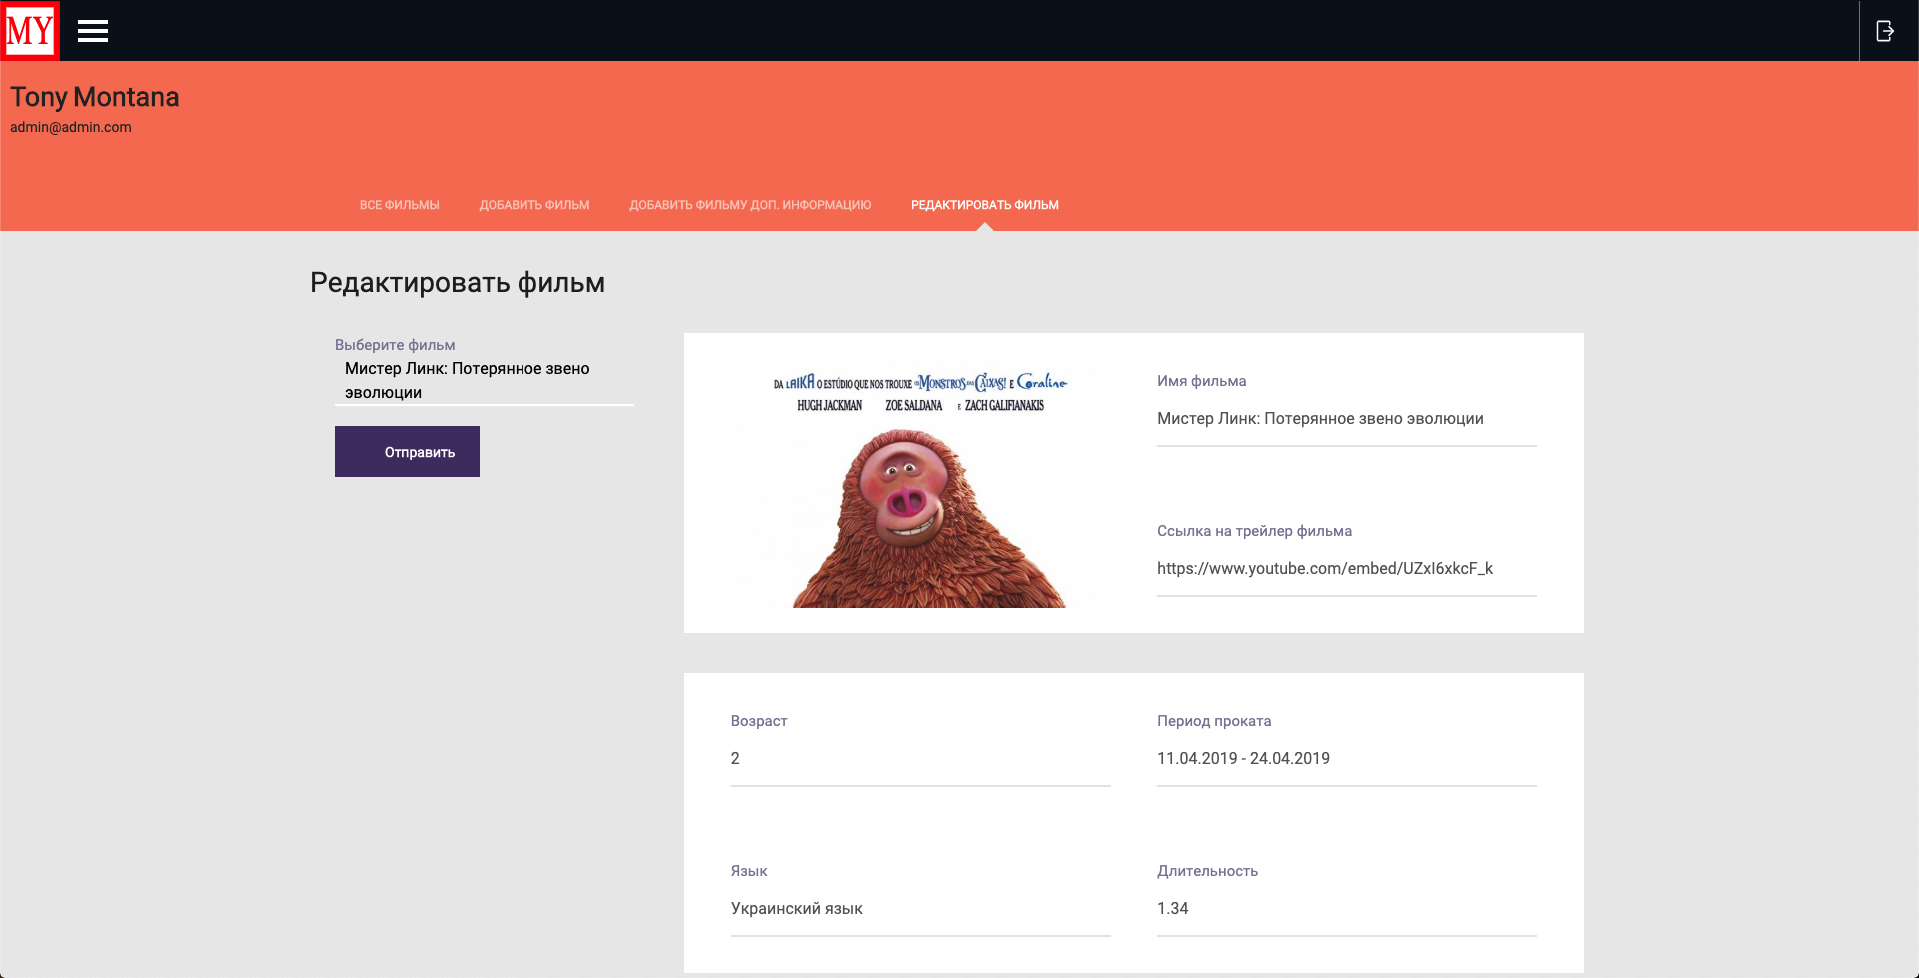 MY
Tony Montana
admin@admin.com
ВСЕ ФИЛЬМЫ
ДОБАВИТЬ ФИЛЬМ
ДОБАВИТЬ ФИЛЬМУ ДОП. ИНФОРМАЦИЮ
РЕДАКТИРОВАТЬ ФИЛЬМ
Редактировать фильм
Выберите фильм
Мистер Линк: Потерянное звено
эволюции
Отправить
DA LAIKA O ESTÚDIO QUE NOS TROUXE OS MONSTROS DAS CAIXAS! E Coraline
HUGH JACKMAN ZOE SALDANA E ZACH GALIFIANAKIS
Имя фильма
Мистер Линк: Потерянное звено эволюции
Ссылка на трейлер фильма
https://www.youtube.com/embed/UZxI6xkcF_k
Возраст
2
Период проката
11.04.2019 - 24.04.2019
Язык
Украинский язык
Длительность
1.34